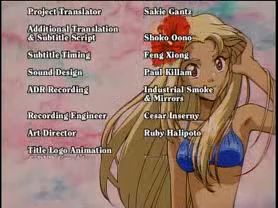 Project Translator Sakie Gantz
Additional Translation
& Subtitle Script Shoko Oono
Subtitle Timing Feng Xiong
Sound Design Paul Killam
ADR Recording Industrial Smoke
& Mirrors
Recording Engineer Cesar Inserny
Art Director Ruby Halipoto
Title Logo Animation